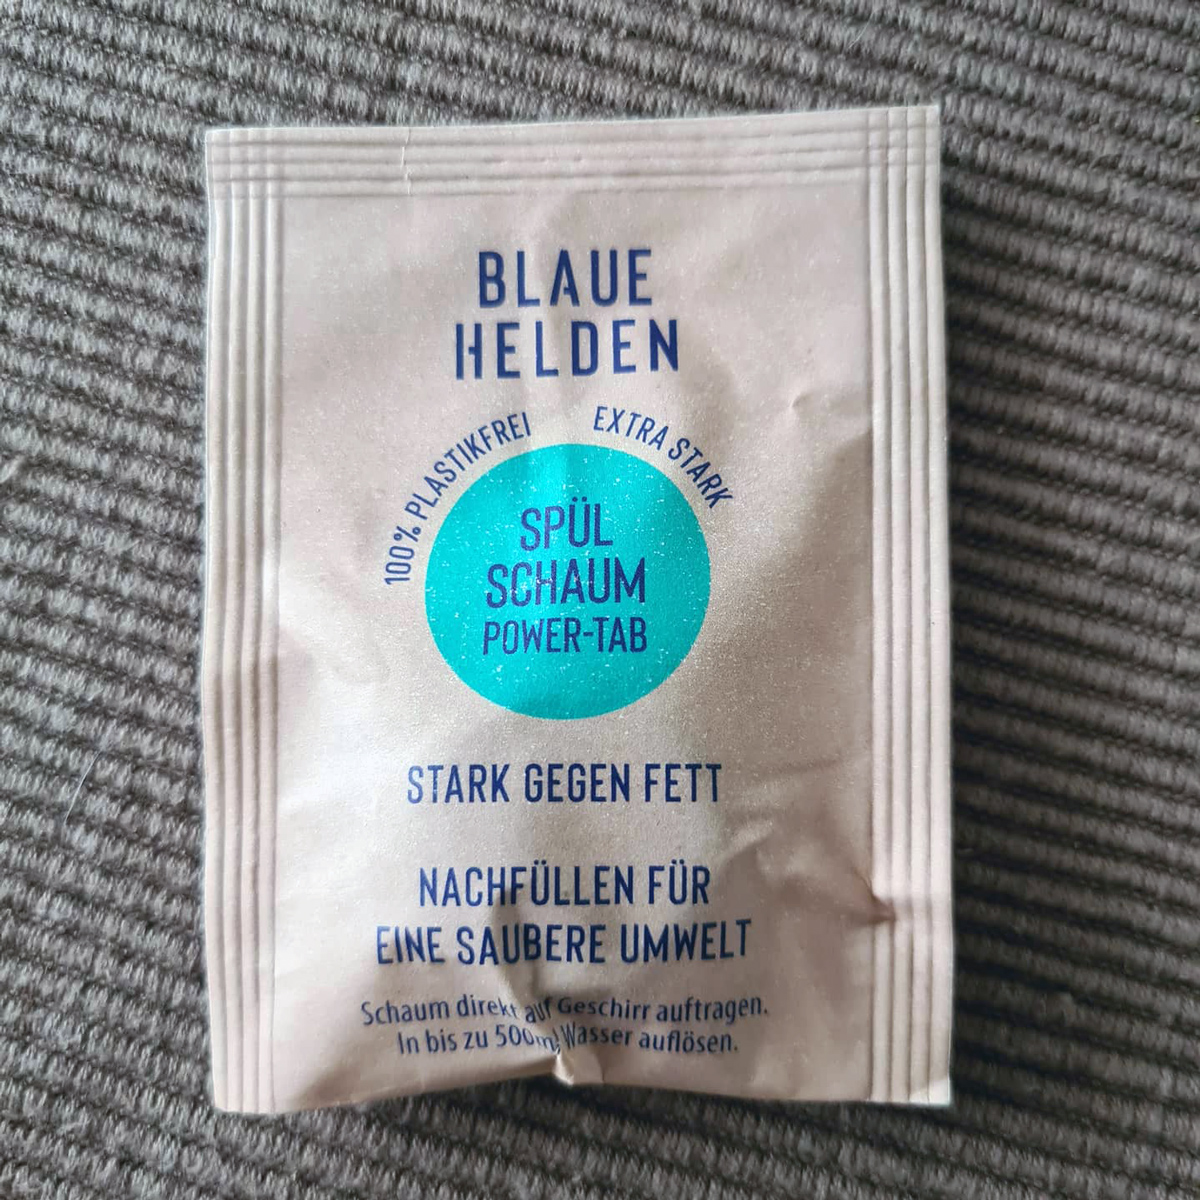 BLAUE
HELDEN
100% PLASTIKFREI
EXTRA STARK
SPÜL
SCHAUM
POWER-TAB
STARK GEGEN FETT
NACHFÜLLEN FÜR
EINE SAUBERE UMWELT
Schaum direkt auf Geschirr auftragen.
In bis zu 500ml Wasser auflösen.